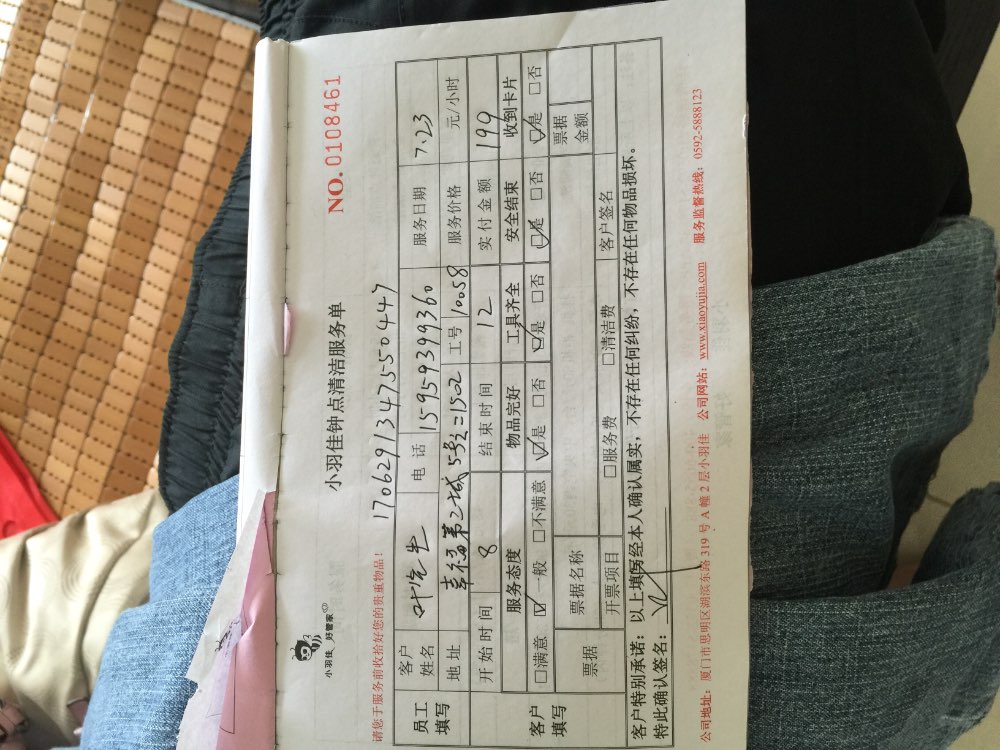 小羽佳 好管家
小羽佳钟点清洁服务单
NO. 0108461
请您于服务前收拾好您的贵重物品!
1706291347550447
员工填写
客户姓名 叶先生 电话 15959399360 服务日期 7.23
地址 幸福第二城5号2=1502 工号 10058 服务价格 元/小时
开始时间 8 结束时间 12 实付金额 199
客户填写
服务态度 物品完好 工具齐全 安全结束 收到卡片
□满意 ☑一般 □不满意 ☑是 □否 ☑是 □否 ☑是 □否 ☑是 □否
票据 票据名称 票据金额
开票项目 □服务费 □清洁费 客户签名
客户特别承诺:以上填写经本人确认属实,不存在任何纠纷,不存在任何物品损坏。
特此确认签名:
公司地址:厦门市思明区湖滨东路 319 号 A 幢 2 层小羽佳 公司网站:www.xiaoyujia.com 服务监督热线:0592-5888123